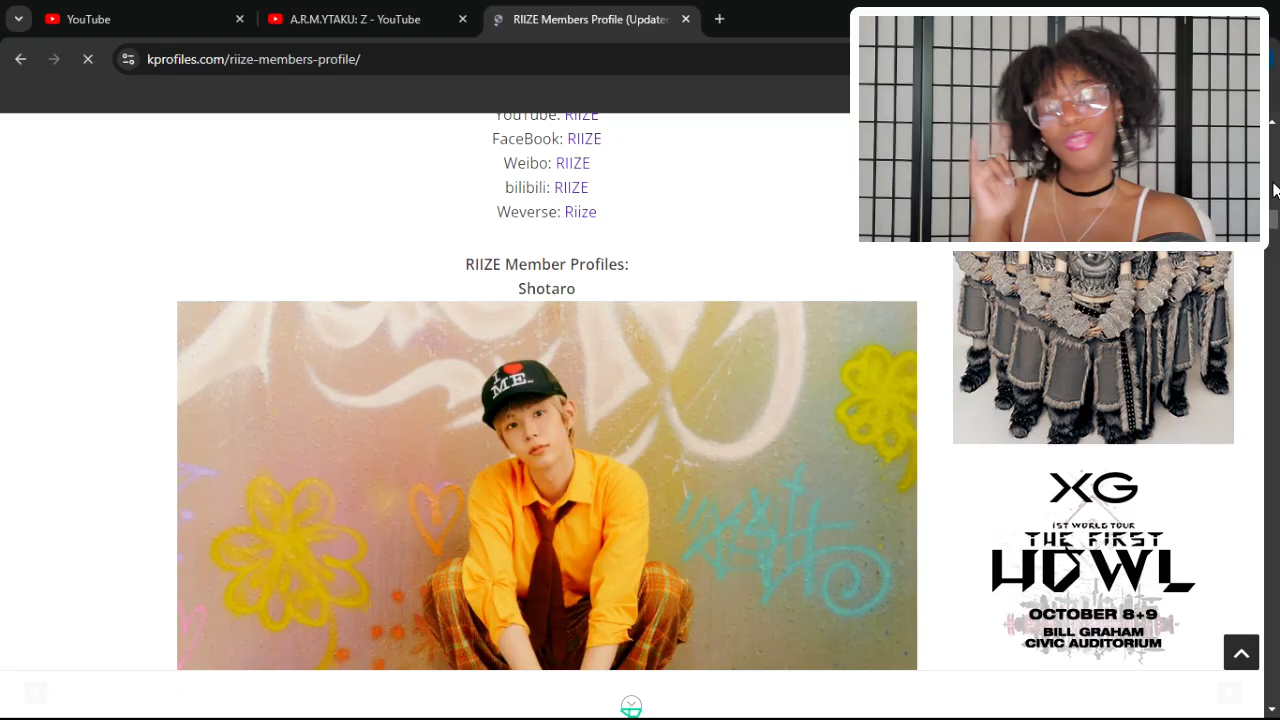 YouTube
A.R.M.YTAKU: Z - YouTube
RIIZE Members Profile (Update
kprofiles.com/riize-members-profile/
YouTube: RIIZE
FaceBook: RIIZE
Weibo: RIIZE
bilibili: RIIZE
Weverse: Riize
RIIZE Member Profiles:
Shotaro
I
ME
XG
1ST WORLD TOUR
THE FIRST
HOWL
OCTOBER 8+9
BILL GRAHAM
CIVIC AUDITORIUM